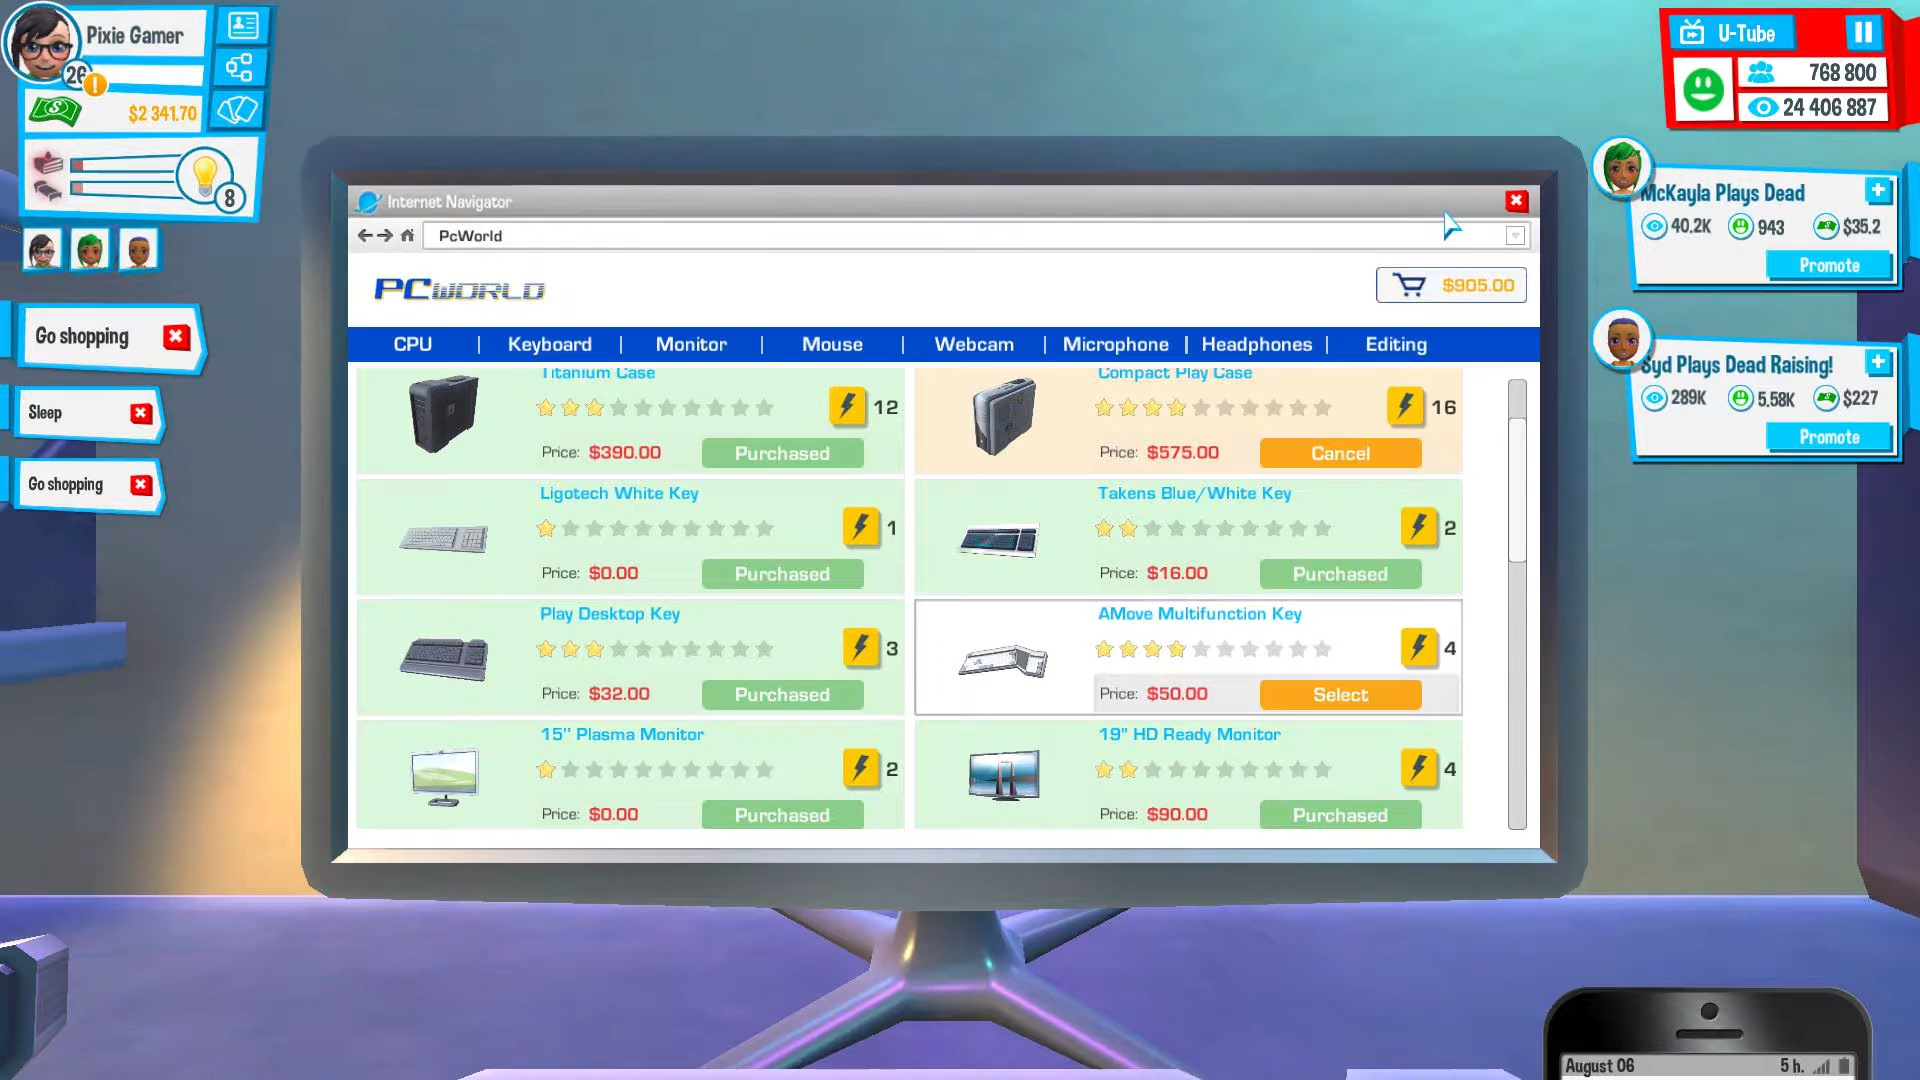 Pixie Gamer
26
!
$2 341.70
8
Go shopping
Sleep
Go shopping
U-Tube
768 800
24 406 887
McKayla Plays Dead
40.2K 943 $35.2
Promote
Syd Plays Dead Raising!
289K 5.58K $227
Promote
Internet Navigator
PcWorld
PCWORLD
$905.00
CPU | Keyboard | Monitor | Mouse | Webcam | Microphone | Headphones | Editing
Titanium Case
12
Price: $390.00 Purchased
Compact Play Case
16
Price: $575.00 Cancel
Ligotech White Key
1
Price: $0.00 Purchased
Takens Blue/White Key
2
Price: $16.00 Purchased
Play Desktop Key
3
Price: $32.00 Purchased
AMove Multifunction Key
4
Price: $50.00 Select
15" Plasma Monitor
2
Price: $0.00 Purchased
19" HD Ready Monitor
4
Price: $90.00 Purchased
August 06 5 h.